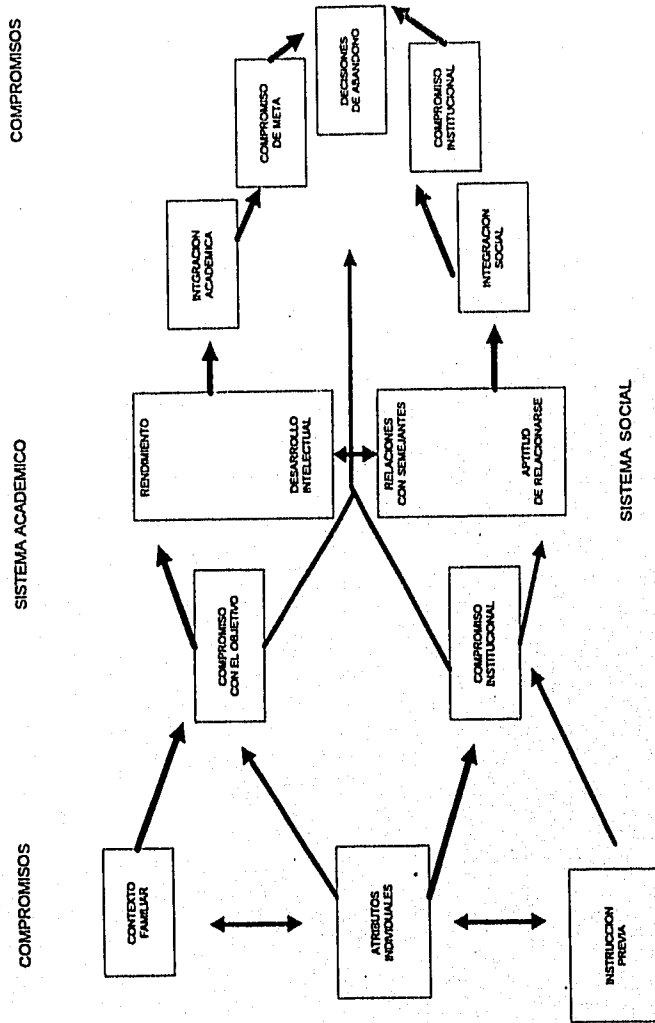 COMPROMISOS
SISTEMA ACADEMICO
COMPROMISOS
CONTEXTO
FAMILIAR
ATRIBUTOS
INDIVIDUALES
INSTRUCCION
PREVIA
COMPROMISO
CON EL OBJETIVO
COMPROMISO
INSTITUCIONAL
RENDIMIENTO
DESARROLLO
INTELECTUAL
RELACIONES
CON SEMEJANTES
APTITUD
DE RELACIONARSE
INTGRACION
ACADEMICA
INTEGRACION
SOCIAL
COMPROMISO
DE META
COMPROMISO
INSTITUCIONAL
DECISIONES
DE ABANDONO
SISTEMA SOCIAL